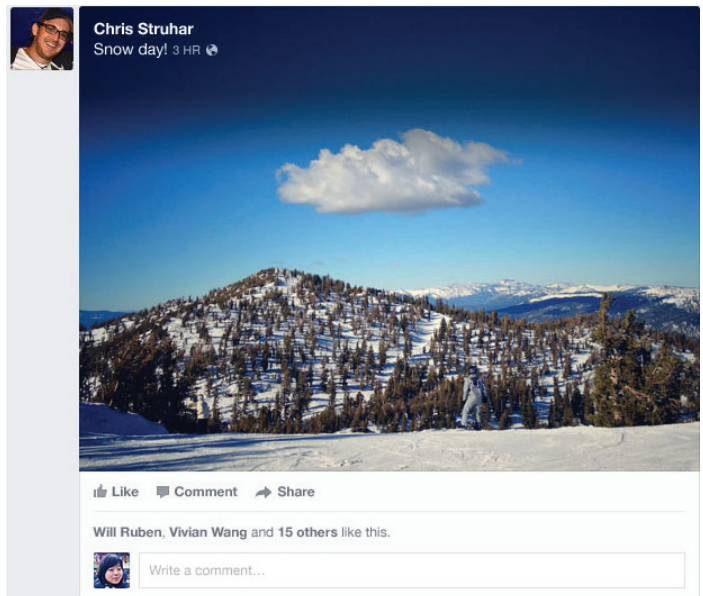 Chris Struhar
Snow day! 3 HR
Like Comment Share
Will Ruben, Vivian Wang and 15 others like this.
Write a comment...